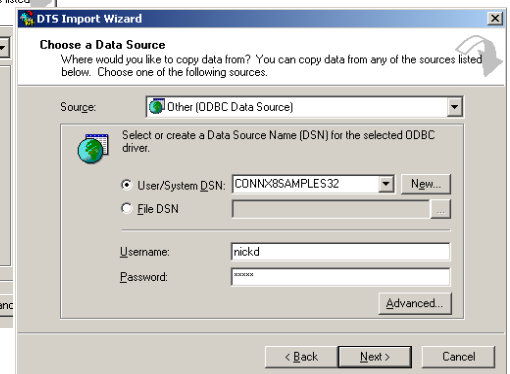 DTS Import Wizard
Choose a Data Source
Where would you like to copy data from? You can copy data from any of the sources listed
below. Choose one of the following sources.
Source: Other (ODBC Data Source)
Select or create a Data Source Name (DSN) for the selected ODBC
driver.
User/System DSN: CONNX8SAMPLES32 New...
File DSN ...
Username: nickd
Password: xxxxx
Advanced...
< Back Next > Cancel